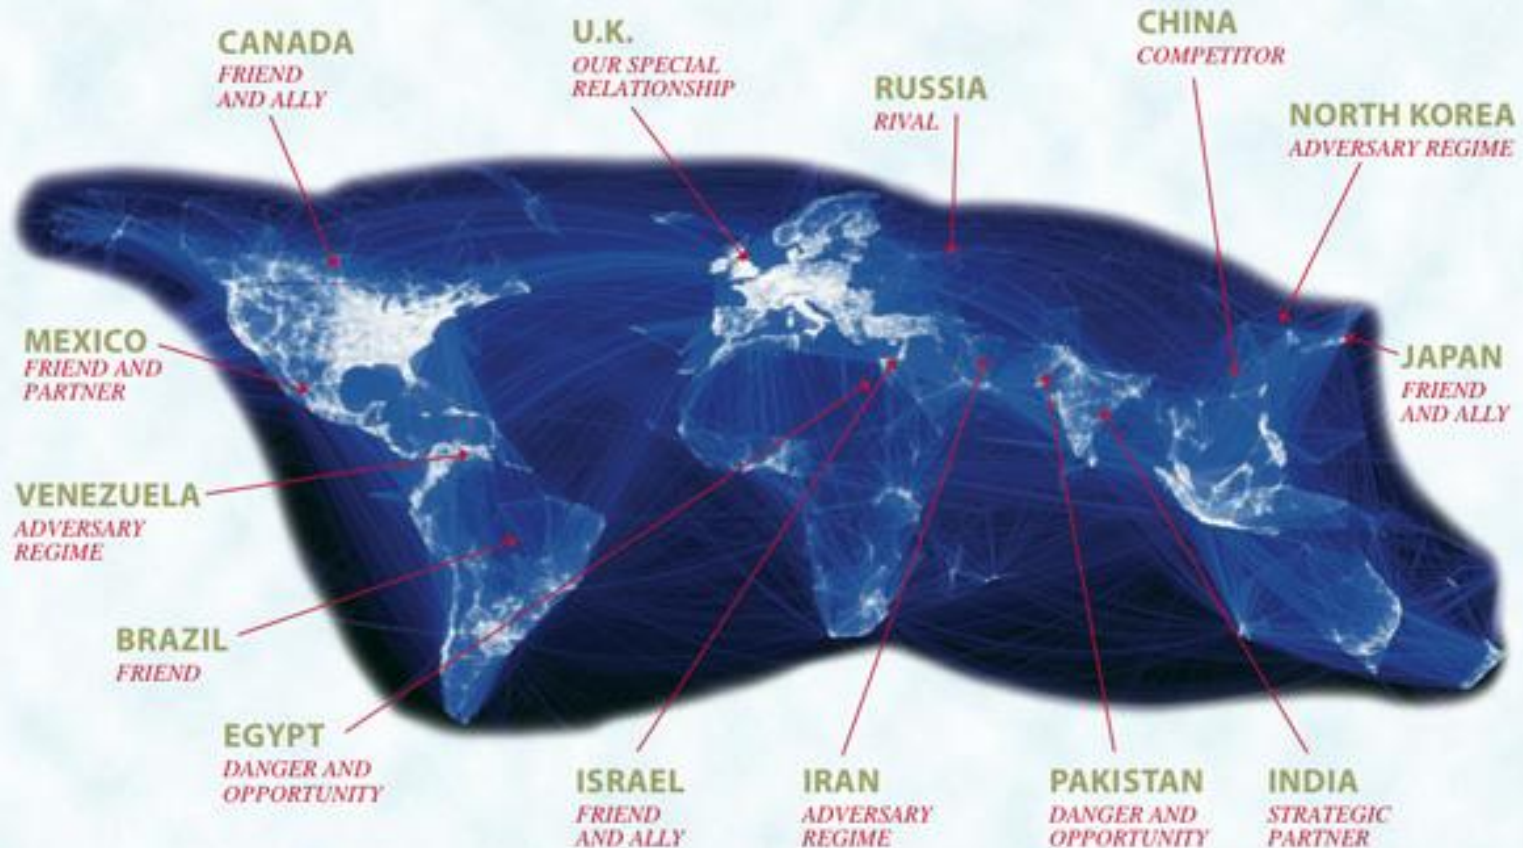 CANADA
FRIEND
AND ALLY
U.K.
OUR SPECIAL
RELATIONSHIP
RUSSIA
RIVAL
CHINA
COMPETITOR
NORTH KOREA
ADVERSARY REGIME
MEXICO
FRIEND AND
PARTNER
JAPAN
FRIEND
AND ALLY
VENEZUELA
ADVERSARY
REGIME
BRAZIL
FRIEND
EGYPT
DANGER AND
OPPORTUNITY
ISRAEL
FRIEND
AND ALLY
IRAN
ADVERSARY
REGIME
PAKISTAN
DANGER AND
OPPORTUNITY
INDIA
STRATEGIC
PARTNER